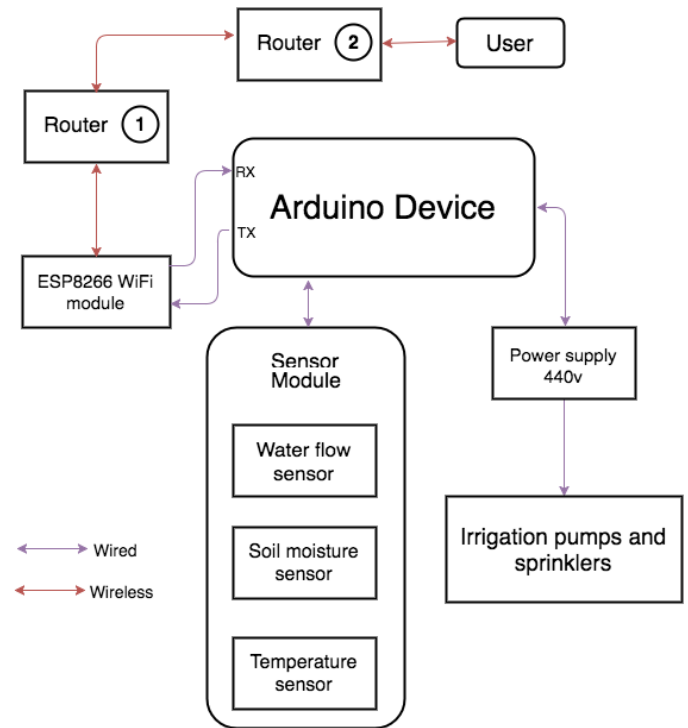 Router 2
User
Router 1
RX
Arduino Device
TX
ESP8266 WiFi
module
Sensor
Module
Power supply
440v
Water flow
sensor
Irrigation pumps and
sprinklers
Wired
Soil moisture
sensor
Wireless
Temperature
sensor